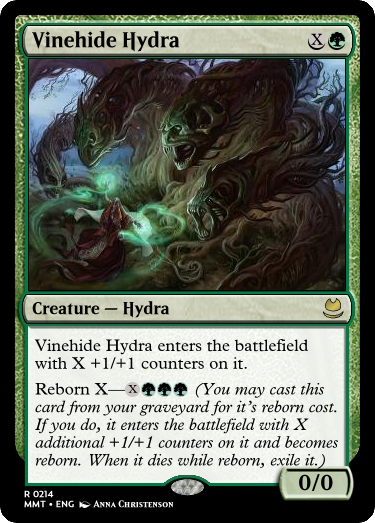 Vinehide Hydra X
Creature — Hydra
Vinehide Hydra enters the battlefield
with X +1/+1 counters on it.
Reborn X—X (You may cast this
card from your graveyard for it's reborn cost.
If you do, it enters the battlefield with X
additional +1/+1 counters on it and becomes
reborn. When it dies while reborn, exile it.)
0/0
R 0214
MMT • ENG Anna Christenson